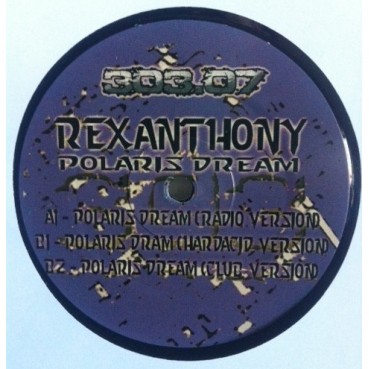 303.07
REXANTHONY
POLARIS DREAM
A1 - POLARIS DREAM (RADIO VERSION)
B1 - POLARIS DRAM (HARDACID VERSION)
B2 - POLARIS DREAM (CLUB VERSION)